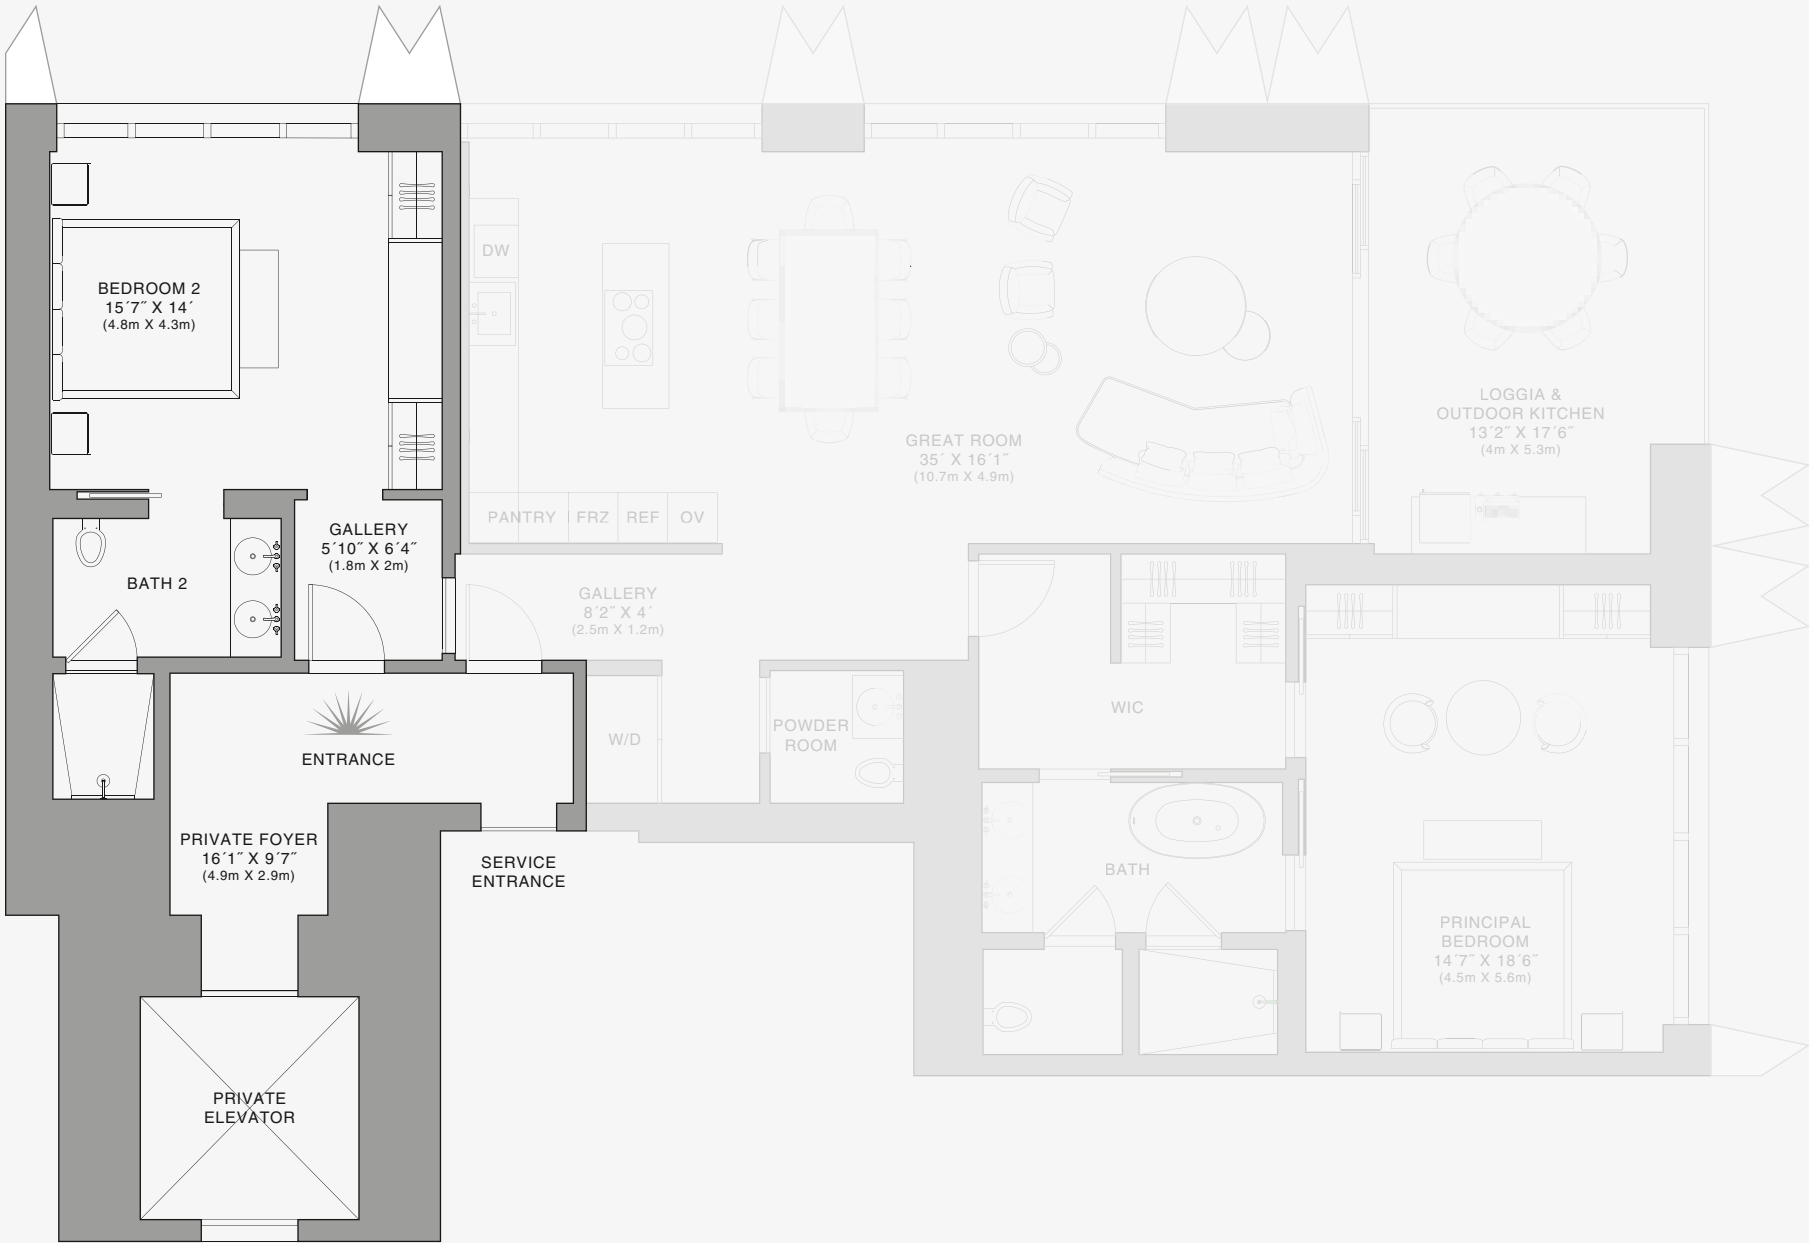 BEDROOM 2
15´7˝ X 14´
(4.8m X 4.3m)
DW
GREAT ROOM
35´ X 16´1˝
(10.7m X 4.9m)
LOGGIA &
OUTDOOR KITCHEN
13´2˝ X 17´6˝
(4m X 5.3m)
PANTRY
FRZ
REF
OV
GALLERY
5´10˝ X 6´4˝
(1.8m X 2m)
BATH 2
GALLERY
8´2˝ X 4´
(2.5m X 1.2m)
WIC
W/D
POWDER
ROOM
ENTRANCE
PRIVATE FOYER
16´1˝ X 9´7˝
(4.9m X 2.9m)
SERVICE
ENTRANCE
BATH
PRINCIPAL
BEDROOM
14´7˝ X 18´6˝
(4.5m X 5.6m)
PRIVATE
ELEVATOR